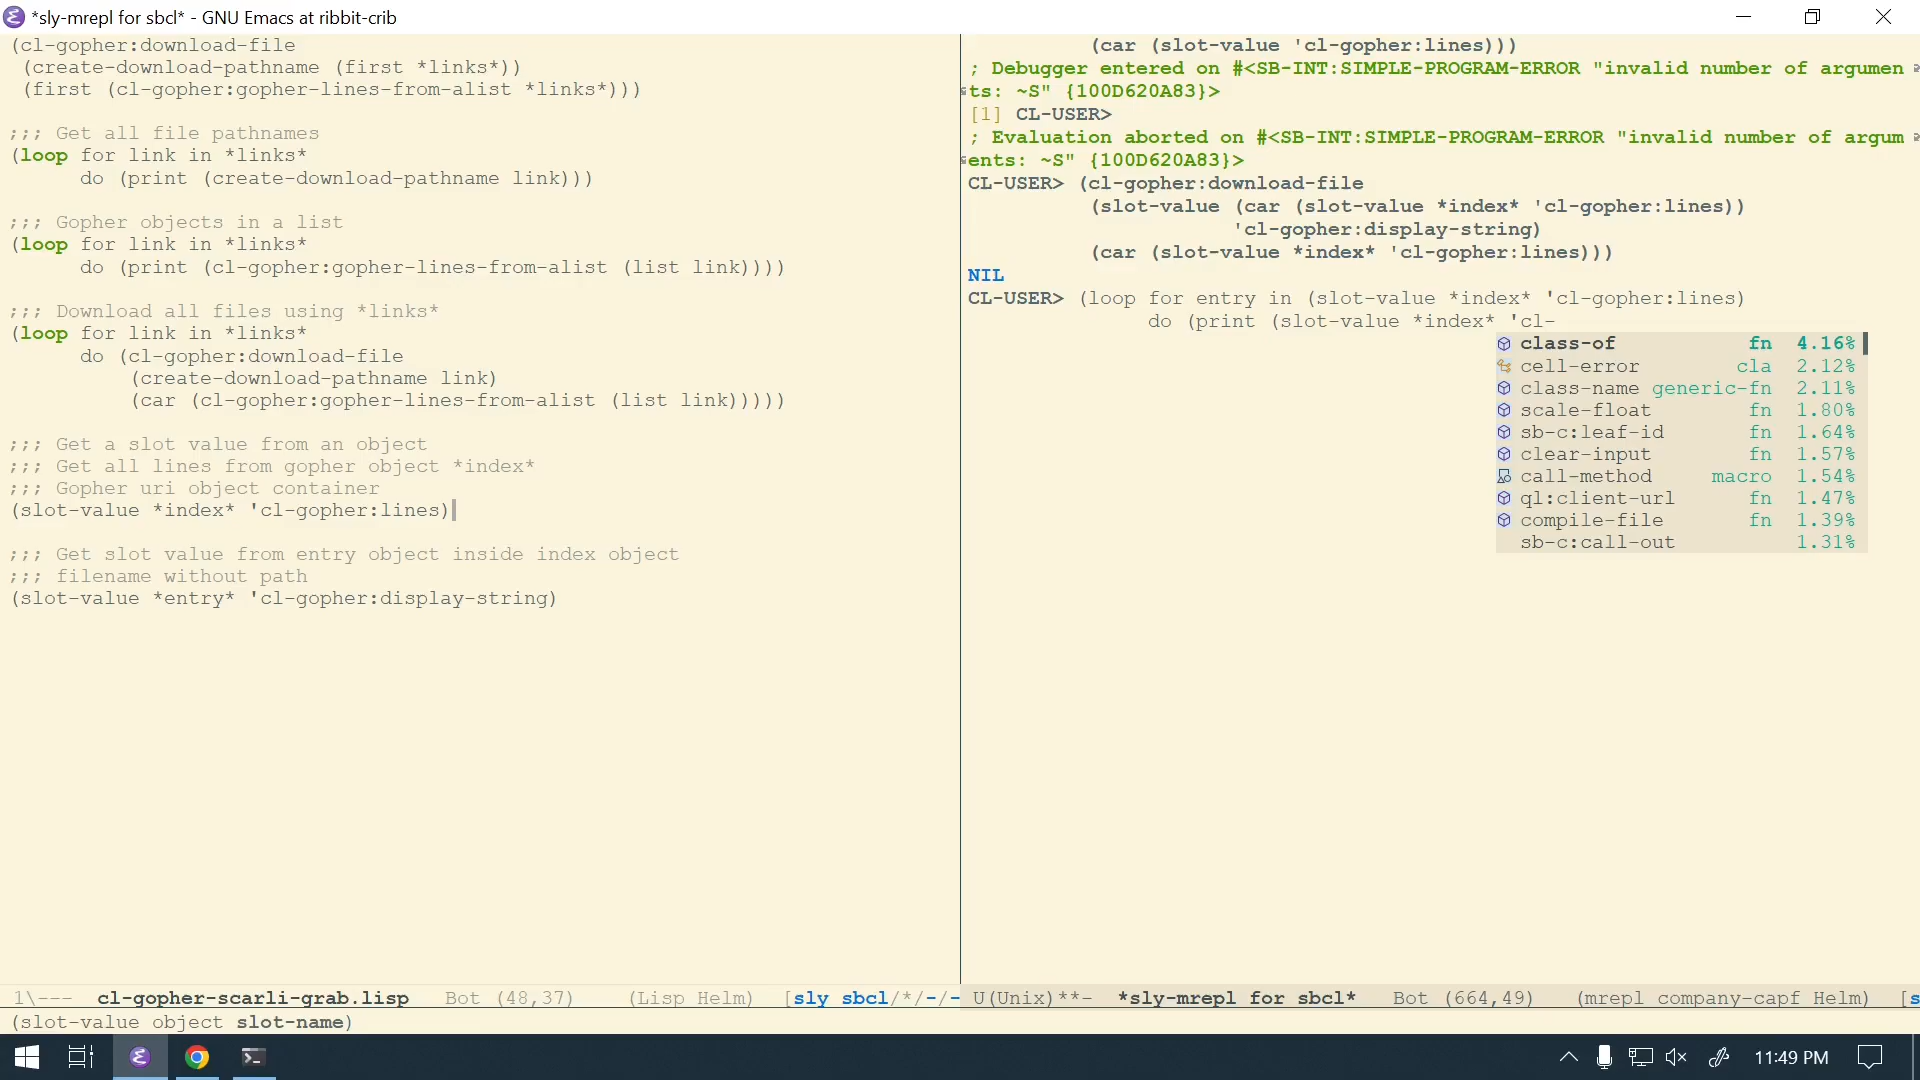 *sly-mrepl for sbcl* - GNU Emacs at ribbit-crib
(cl-gopher:download-file
(create-download-pathname (first *links*))
(first (cl-gopher:gopher-lines-from-alist *links*)))
;;; Get all file pathnames
(loop for link in *links*
do (print (create-download-pathname link)))
;;; Gopher objects in a list
(loop for link in *links*
do (print (cl-gopher:gopher-lines-from-alist (list link))))
;;; Download all files using *links*
(loop for link in *links*
do (cl-gopher:download-file
(create-download-pathname link)
(car (cl-gopher:gopher-lines-from-alist (list link)))))
;;; Get a slot value from an object
;;; Get all lines from gopher object *index*
;;; Gopher uri object container
(slot-value *index* 'cl-gopher:lines)
;;; Get slot value from entry object inside index object
;;; filename without path
(slot-value *entry* 'cl-gopher:display-string)
1\--- cl-gopher-scarli-grab.lisp Bot (48,37) (Lisp Helm) [sly sbcl/*/-/-
(car (slot-value 'cl-gopher:lines)))
; Debugger entered on #<SB-INT:SIMPLE-PROGRAM-ERROR "invalid number of argumen
ts: ~S" {100D620A83}>
[1] CL-USER>
; Evaluation aborted on #<SB-INT:SIMPLE-PROGRAM-ERROR "invalid number of argum
ents: ~S" {100D620A83}>
CL-USER> (cl-gopher:download-file
(slot-value (car (slot-value *index* 'cl-gopher:lines))
'cl-gopher:display-string)
(car (slot-value *index* 'cl-gopher:lines)))
NIL
CL-USER> (loop for entry in (slot-value *index* 'cl-gopher:lines)
do (print (slot-value *index* 'cl-
class-of fn 4.16%
cell-error cla 2.12%
class-name generic-fn 2.11%
scale-float fn 1.80%
sb-c:leaf-id fn 1.64%
clear-input fn 1.57%
call-method macro 1.54%
ql:client-url fn 1.47%
compile-file fn 1.39%
sb-c:call-out 1.31%
U(Unix)**- *sly-mrepl for sbcl* Bot (664,49) (mrepl company-capf Helm) [s
(slot-value object slot-name)
11:49 PM